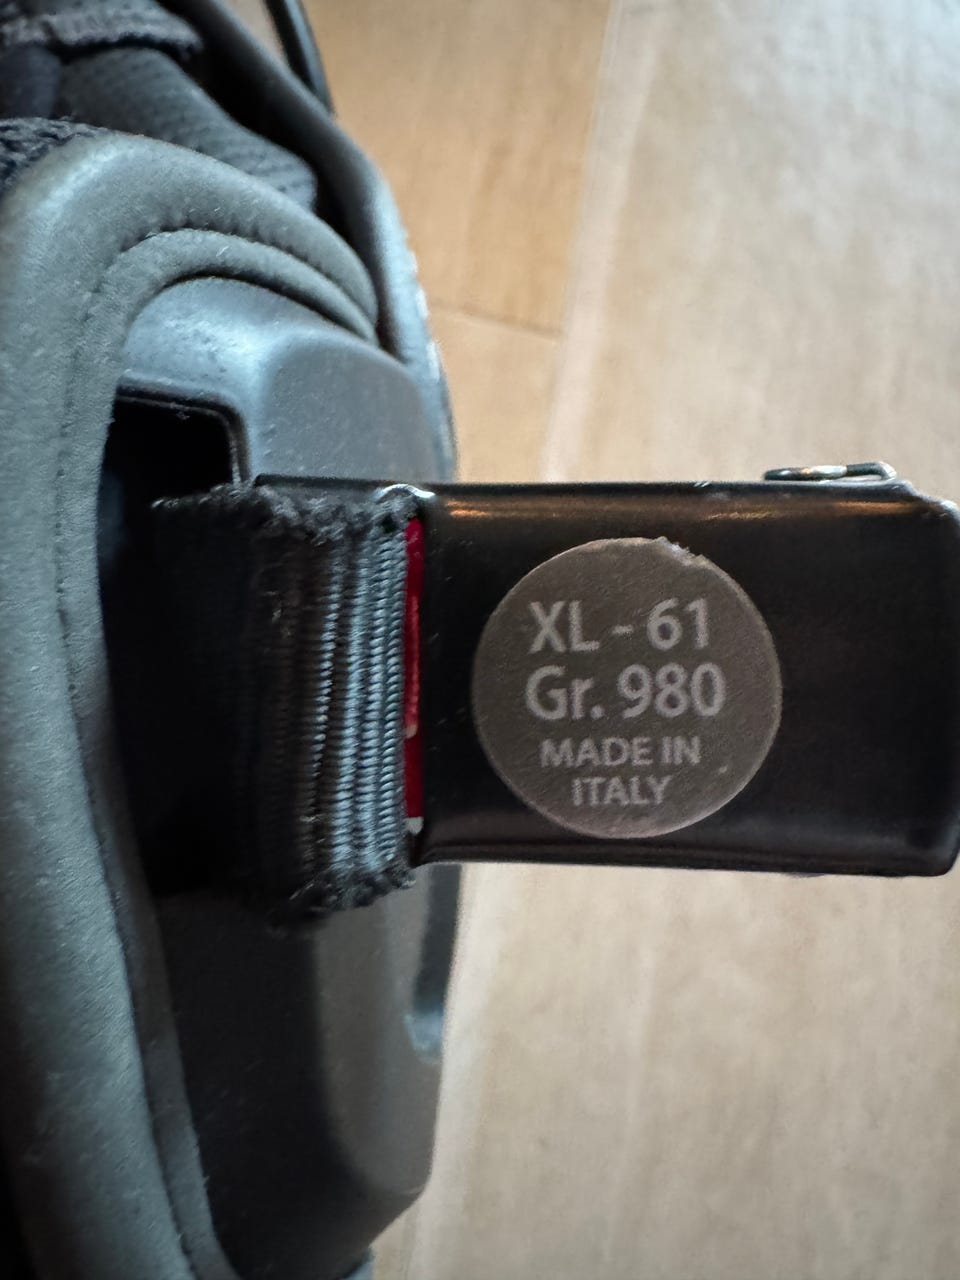 XL - 61
Gr. 980
MADE IN
ITALY